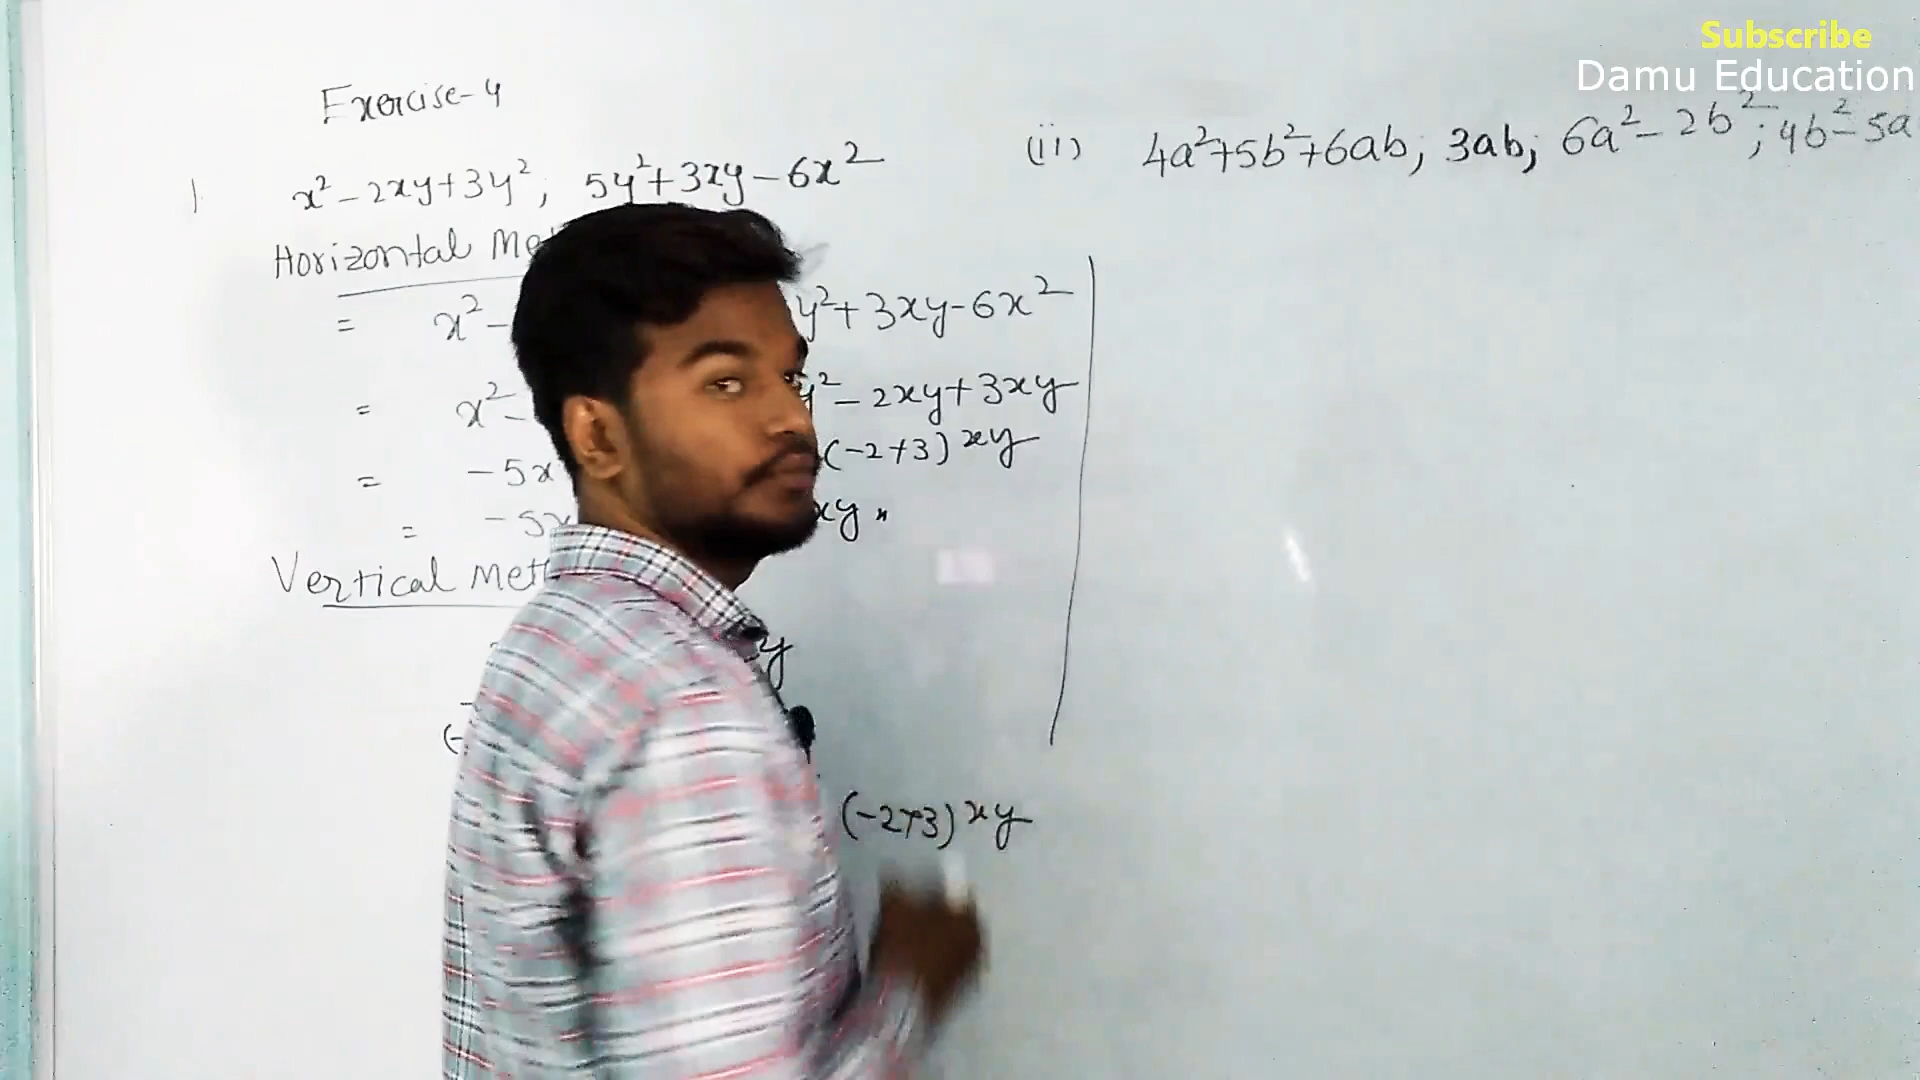 Subscribe
Damu Education
Exercise-4
1 x² - 2xy + 3y² ; 5y² + 3xy - 6x²
Horizontal
= x² - y² + 3xy - 6x²
= x² - y² - 2xy + 3xy
= -5x (-2+3) xy
= -5x xy
Vertical
y
(-
(-2+3) xy
(ii) 4a²+5b²+6ab; 3ab; 6a²-2b²; 4b²-5a